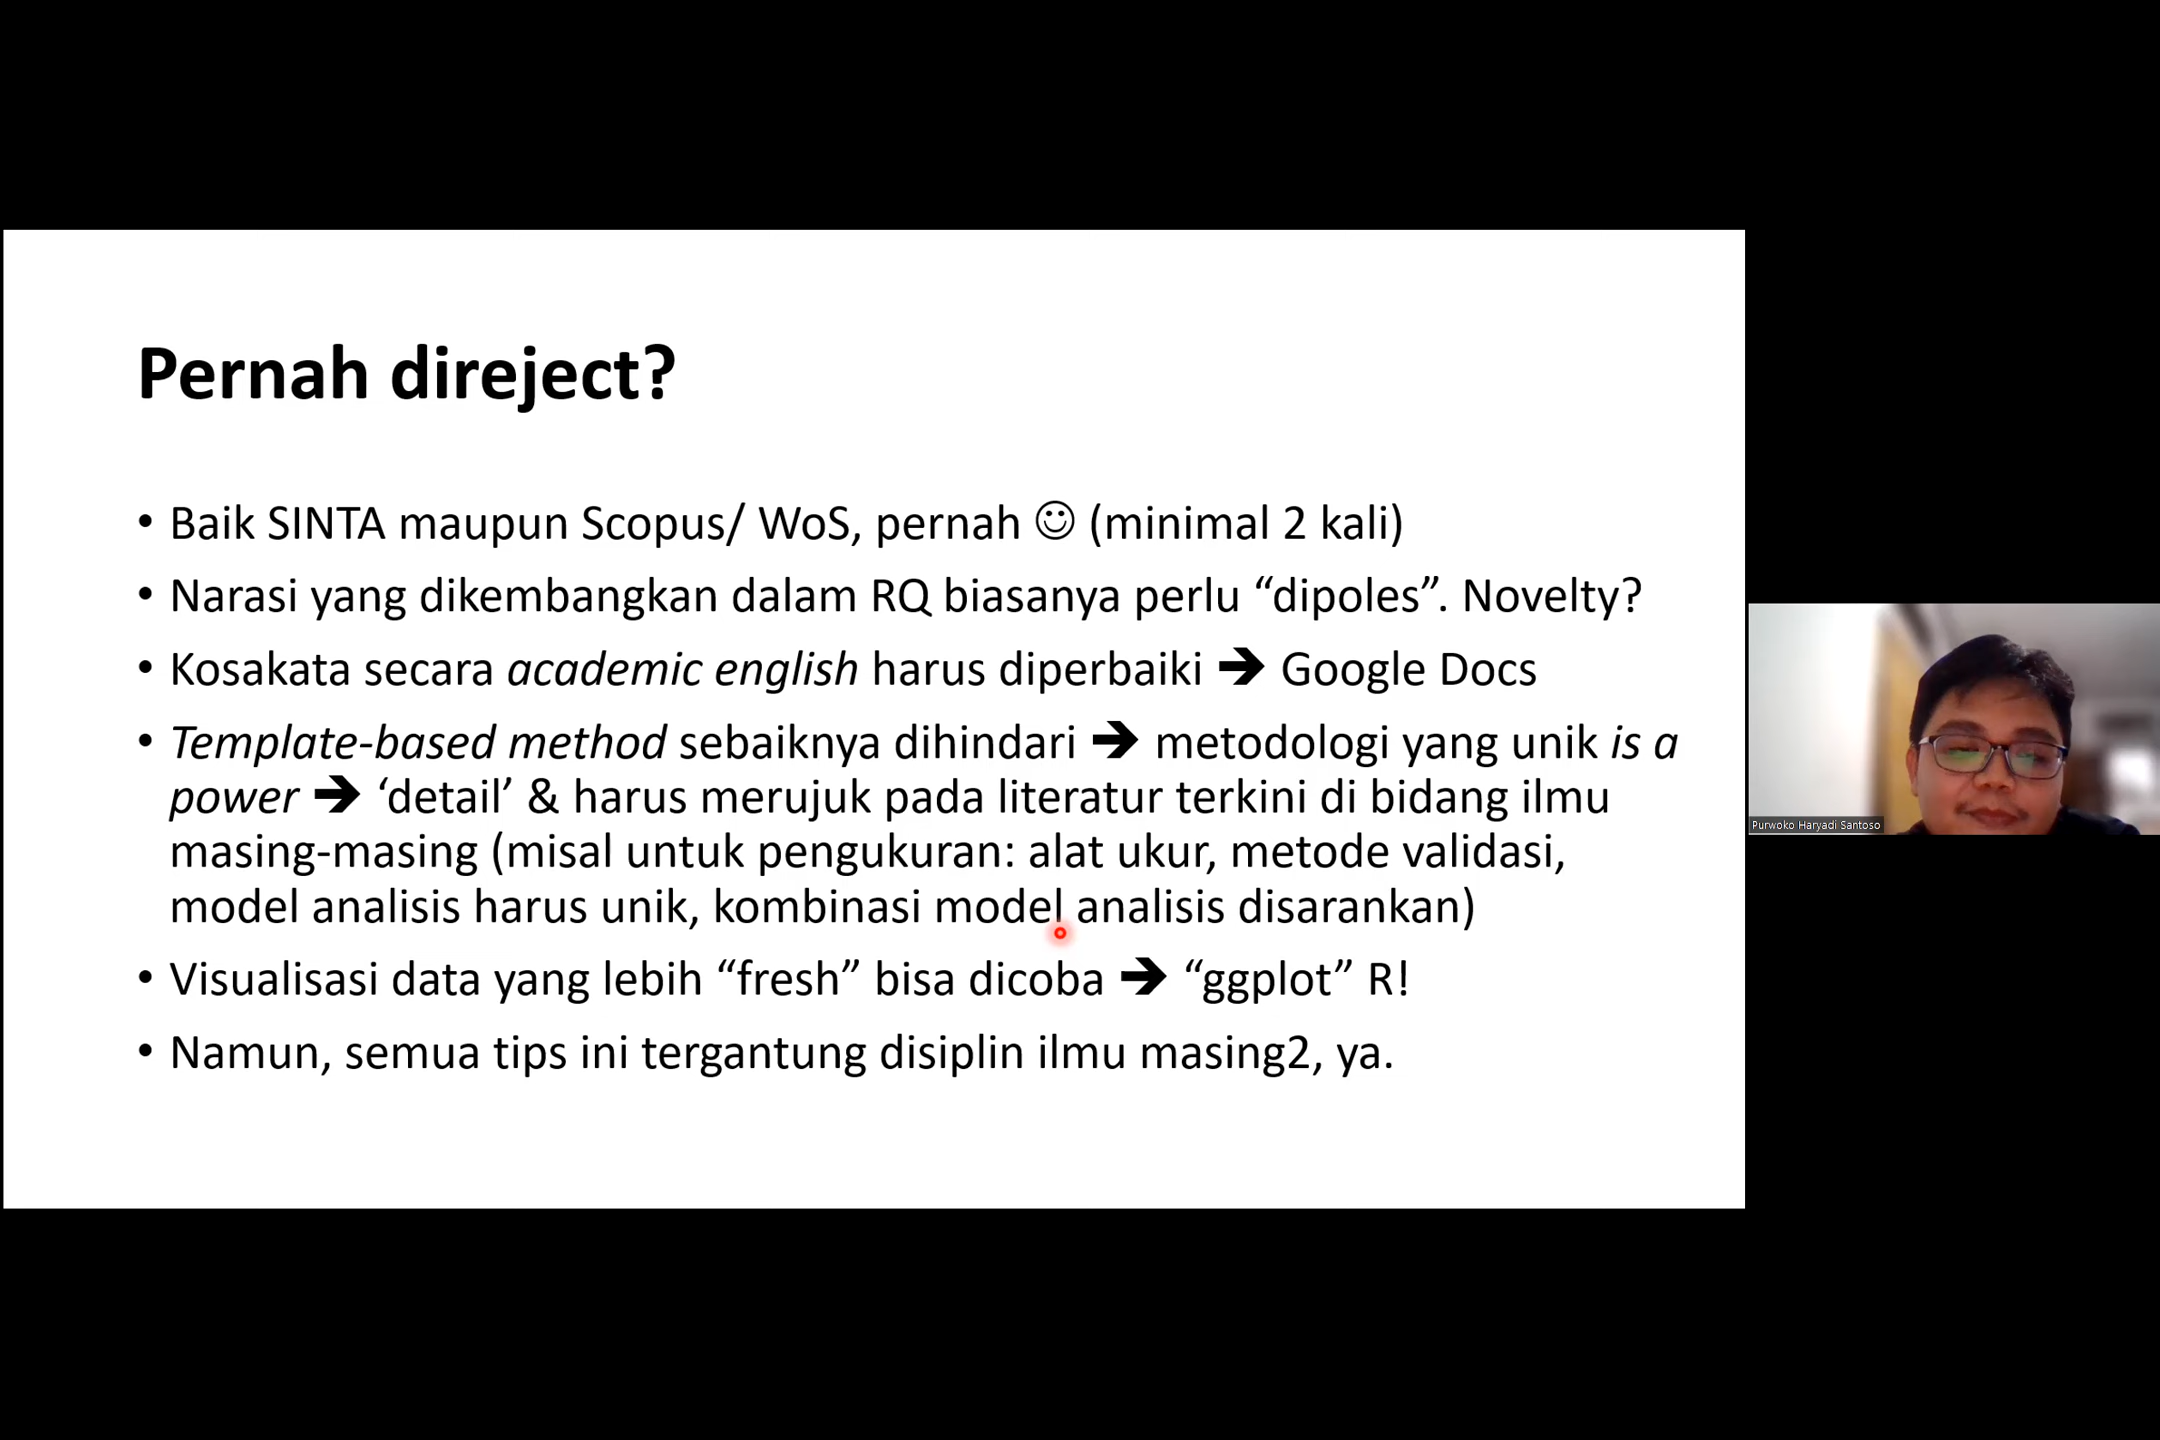 Pernah direject?
• Baik SINTA maupun Scopus/ WoS, pernah ☺ (minimal 2 kali)
• Narasi yang dikembangkan dalam RQ biasanya perlu “dipoles”. Novelty?
• Kosakata secara academic english harus diperbaiki ➔ Google Docs
• Template-based method sebaiknya dihindari ➔ metodologi yang unik is a
power ➔ ‘detail’ & harus merujuk pada literatur terkini di bidang ilmu
masing-masing (misal untuk pengukuran: alat ukur, metode validasi,
model analisis harus unik, kombinasi model analisis disarankan)
• Visualisasi data yang lebih “fresh” bisa dicoba ➔ “ggplot” R!
• Namun, semua tips ini tergantung disiplin ilmu masing2, ya.
Purwoko Haryadi Santoso